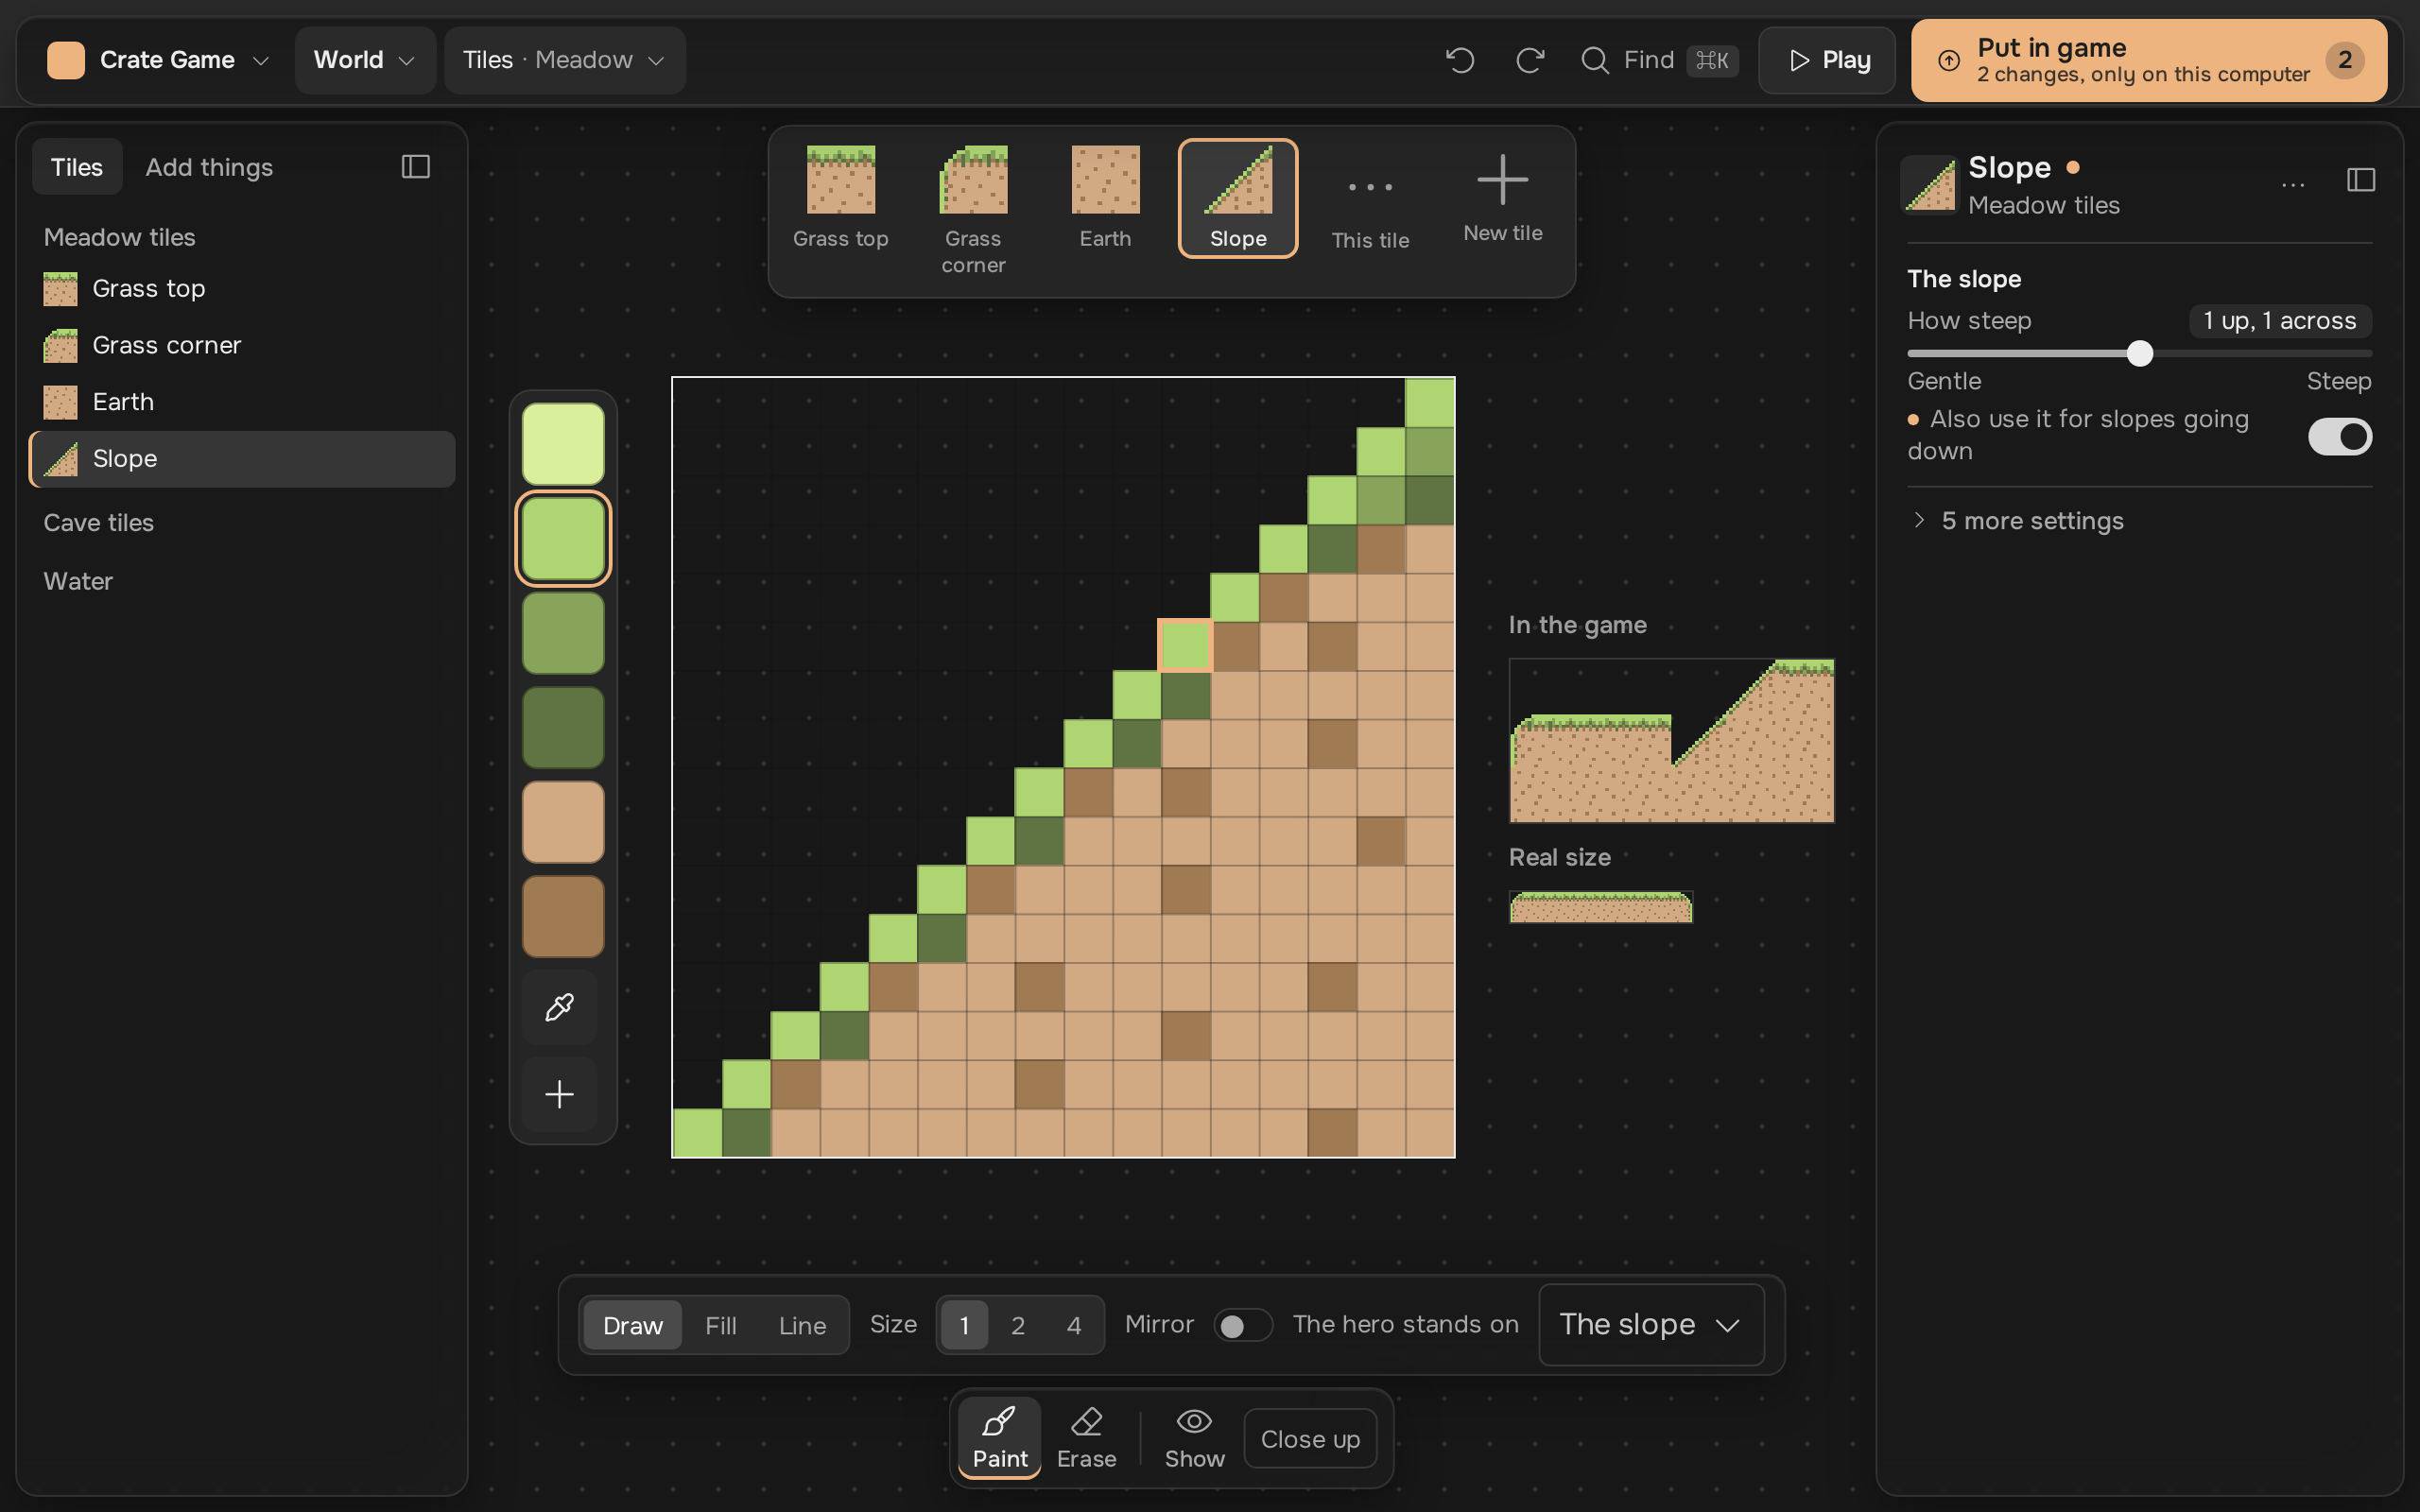 Crate Game
World
Tiles · Meadow
Find ⌘K
Play
Put in game
2 changes, only on this computer
2
Tiles
Add things
Meadow tiles
Grass top
Grass corner
Earth
Slope
Cave tiles
Water
Grass top
Grass
corner
Earth
Slope
This tile
New tile
In the game
Real size
Slope
Meadow tiles
The slope
How steep
1 up, 1 across
Gentle
Steep
Also use it for slopes going
down
5 more settings
Draw
Fill
Line
Size
1
2
4
Mirror
The hero stands on
The slope
Paint
Erase
Show
Close up